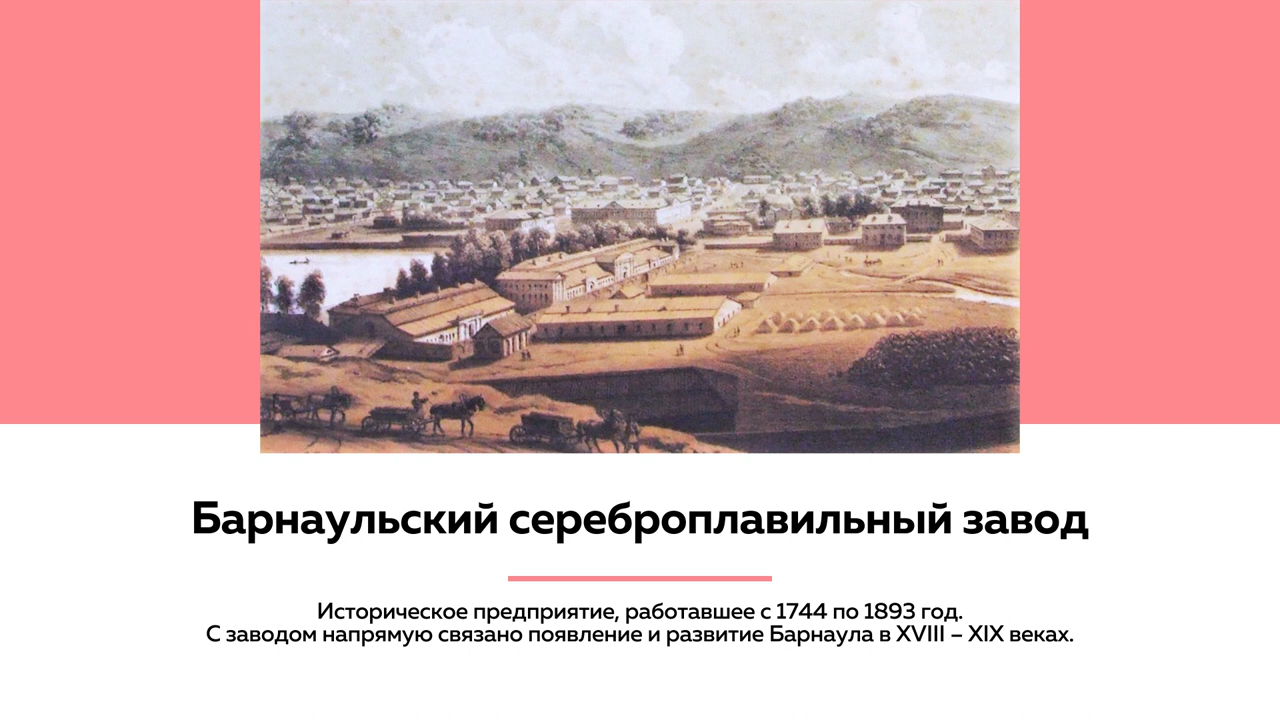 Барнаульский сереброплавильный завод
Историческое предприятие, работавшее с 1744 по 1893 год.
С заводом напрямую связано появление и развитие Барнаула в XVIII – XIX веках.